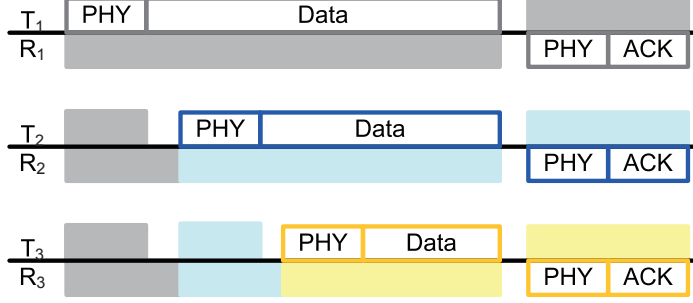 T1 PHY Data
R1 PHY ACK
T2 PHY Data
R2 PHY ACK
T3 PHY Data
R3 PHY ACK